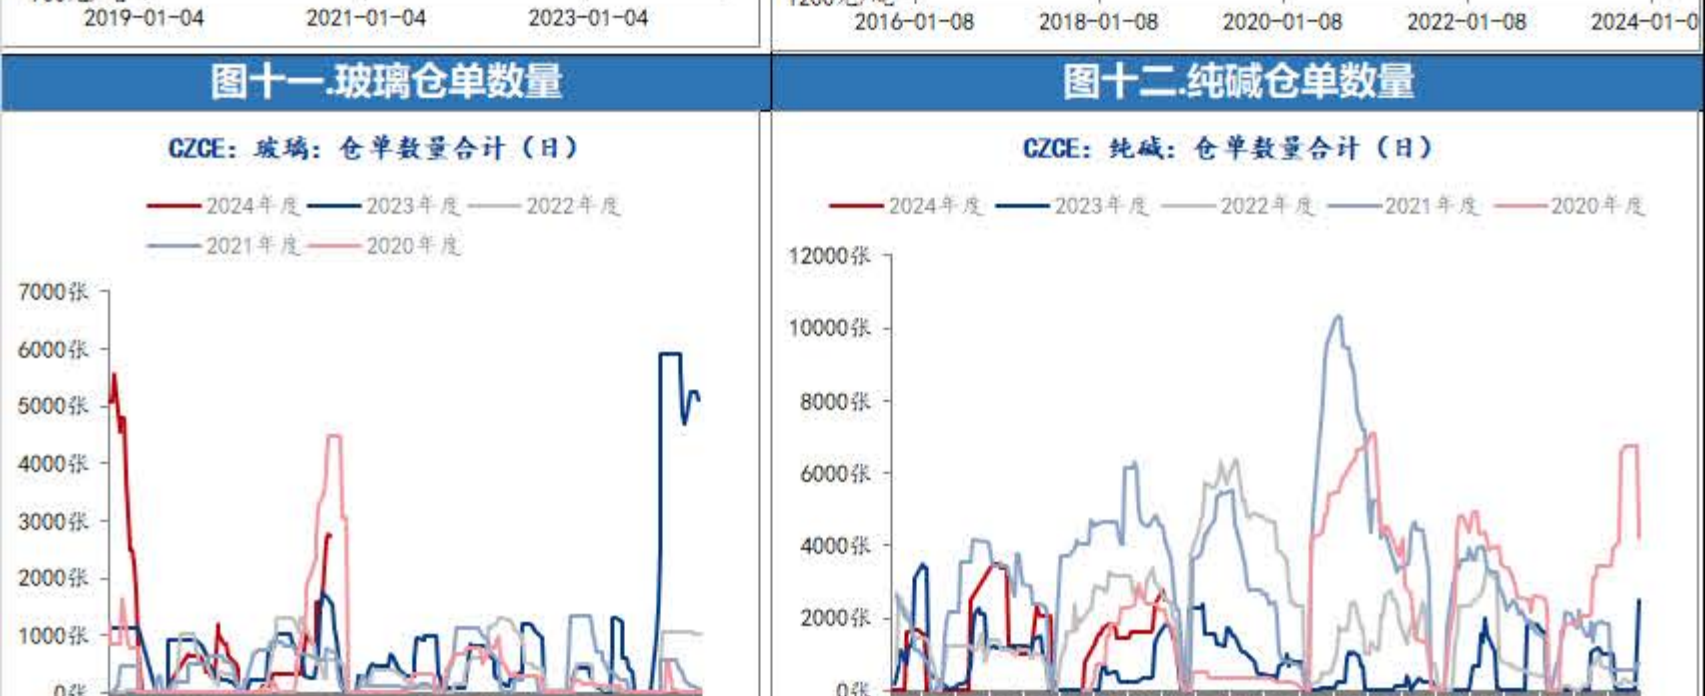 2019-01-04 2021-01-04 2023-01-04
2016-01-08 2018-01-08 2020-01-08 2022-01-08 2024-01-0
图十一.玻璃仓单数量
CZCE：玻璃：仓单数量合计（日）
2024年度 2023年度 2022年度
2021年度 2020年度
7000张
6000张
5000张
4000张
3000张
2000张
1000张
0张
图十二.纯碱仓单数量
CZCE：纯碱：仓单数量合计（日）
2024年度 2023年度 2022年度 2021年度 2020年度
12000张
10000张
8000张
6000张
4000张
2000张
0张